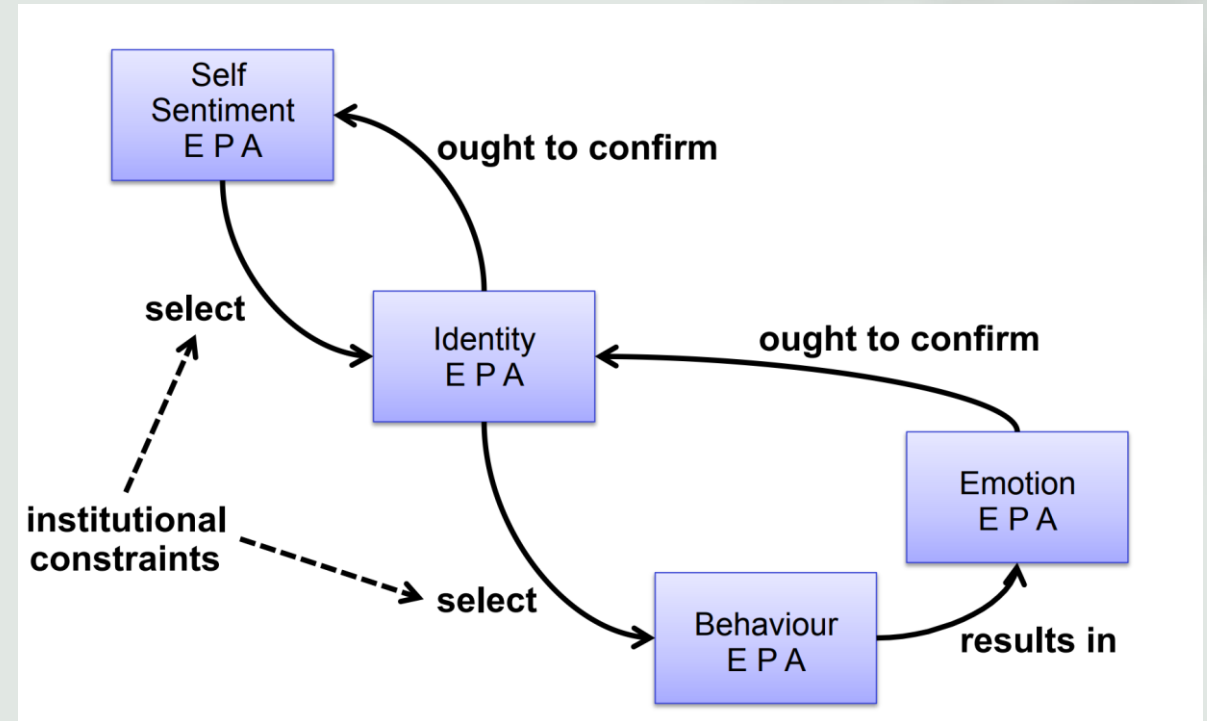 Self
Sentiment
E P A
ought to confirm
select
Identity
E P A
ought to confirm
Emotion
E P A
institutional
constraints
select
Behaviour
E P A
results in